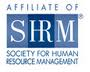 AFFILIATE OF
SHRM
SOCIETY FOR HUMAN
RESOURCE MANAGEMENT